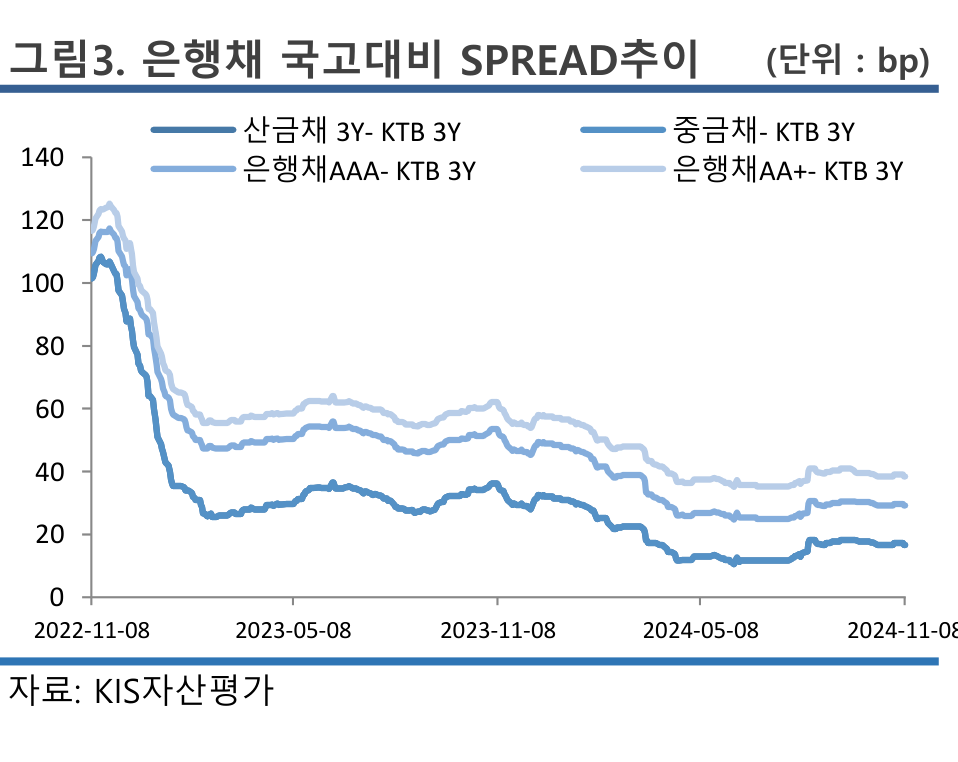 그림3. 은행채 국고대비 SPREAD추이 (단위 : bp)
산금채 3Y- KTB 3Y 중금채- KTB 3Y
은행채AAA- KTB 3Y 은행채AA+- KTB 3Y
140
120
100
80
60
40
20
0
2022-11-08 2023-05-08 2023-11-08 2024-05-08 2024-11-08
자료: KIS자산평가